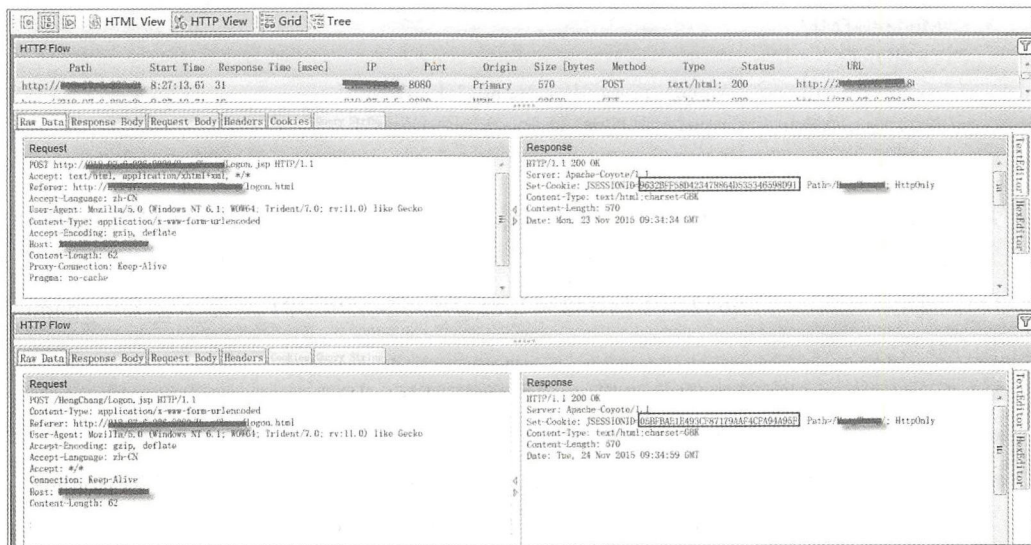 HTML View HTTP View Grid Tree
HTTP Flow
Path Start Time Response Time [msec] IP Port Origin Size [bytes Method Type Status URL
http:// 8:27:13.67 31 8080 Primary 570 POST text/html: 200 http://2
Raw Data Response Body Request Body Headers Cookies
Request
POST http:// Logon.jsp HTTP/1.1
Accept: text/html, application/xhtml+xml, */*
Referer: http:// logon.html
Accept-Language: zh-CN
User-Agent: Mozilla/5.0 (Windows NT 6.1; WOW64; Trident/7.0; rv:11.0) like Gecko
Content-Type: application/x-www-form-urlencoded
Accept-Encoding: gzip, deflate
Host:
Content-Length: 62
Proxy-Connection: Keep-Alive
Pragma: no-cache
Response
HTTP/1.1 200 OK
Server: Apache-Coyote/1.1
Set-Cookie: JSESSIONID Path=/ ; HttpOnly
Content-Type: text/html;charset=GBK
Content-Length: 570
Date: Mon, 23 Nov 2015 09:34:34 GMT
TextEditor
HexEditor
HTTP Flow
Raw Data Response Body Request Body Headers
Request
POST /HengChang/Logon.jsp HTTP/1.1
Content-Type: application/x-www-form-urlencoded
Referer: http:// logon.html
User-Agent: Mozilla/5.0 (Windows NT 6.1; WOW64; Trident/7.0; rv:11.0) like Gecko
Accept-Encoding: gzip, deflate
Accept-Language: zh-CN
Accept: */*
Connection: Keep-Alive
Host:
Content-Length: 62
Response
HTTP/1.1 200 OK
Server: Apache-Coyote/1.1
Set-Cookie: JSESSIONID Path=/ ; HttpOnly
Content-Type: text/html;charset=GBK
Content-Length: 570
Date: Tue, 24 Nov 2015 09:34:59 GMT
TextEditor
HexEditor